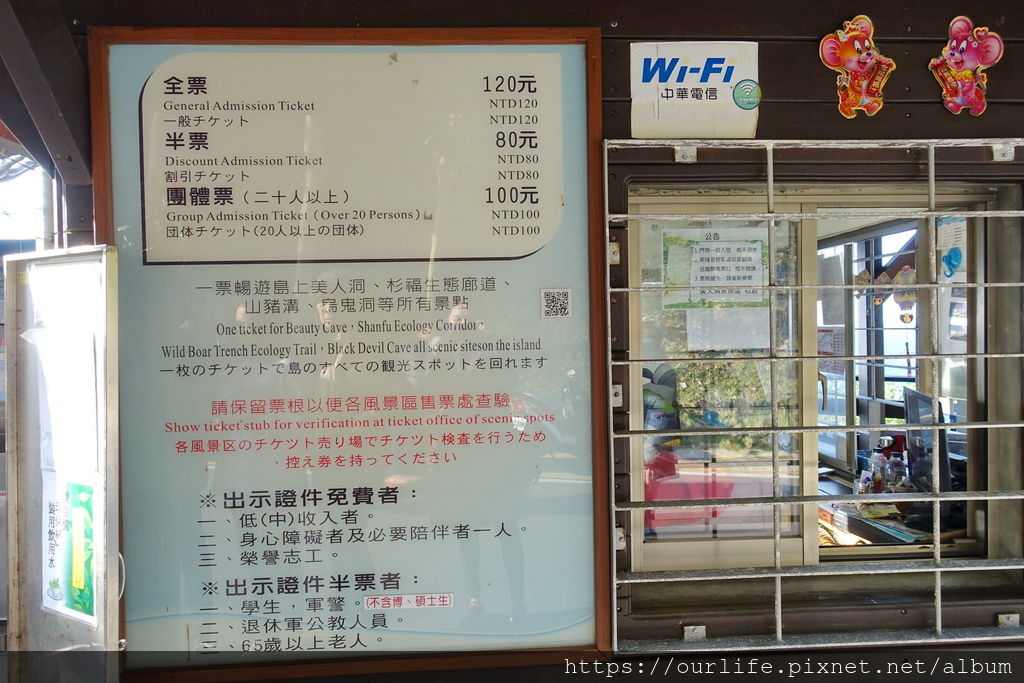 全票 120元
General Admission Ticket NTD120
一般チケット NTD120
半票 80元
Discount Admission Ticket NTD80
割引チケット NTD80
團體票（二十人以上） 100元
Group Admission Ticket（Over 20 Persons） NTD100
団体チケット(20人以上の団体) NTD100
一票暢遊島上美人洞、杉福生態廊道、
山豬溝、烏鬼洞等所有景點
One ticket for Beauty Cave，Shanfu Ecology Corridor，
Wild Boar Trench Ecology Trail，Black Devil Cave all scenic siteson the island
一枚のチケットで島のすべての観光スポットを回れます
請保留票根以便各風景區售票處查驗
Show ticket stub for verification at ticket office of scenic spots
各風景区のチケツト売り場でチケツト検査を行うため
、控え券を持ってください
※出示證件免費者：
一、低(中)收入者。
二、身心障礙者及必要陪伴者一人。
三、榮譽志工。
※出示證件半票者：
一、學生，軍警。(不含博、碩士生)
二、退休軍公教人員。
三、65歲以上老人。
Wi-Fi
中華電信
公告
裝用飲用水
https://ourlife.pixnet.net/album